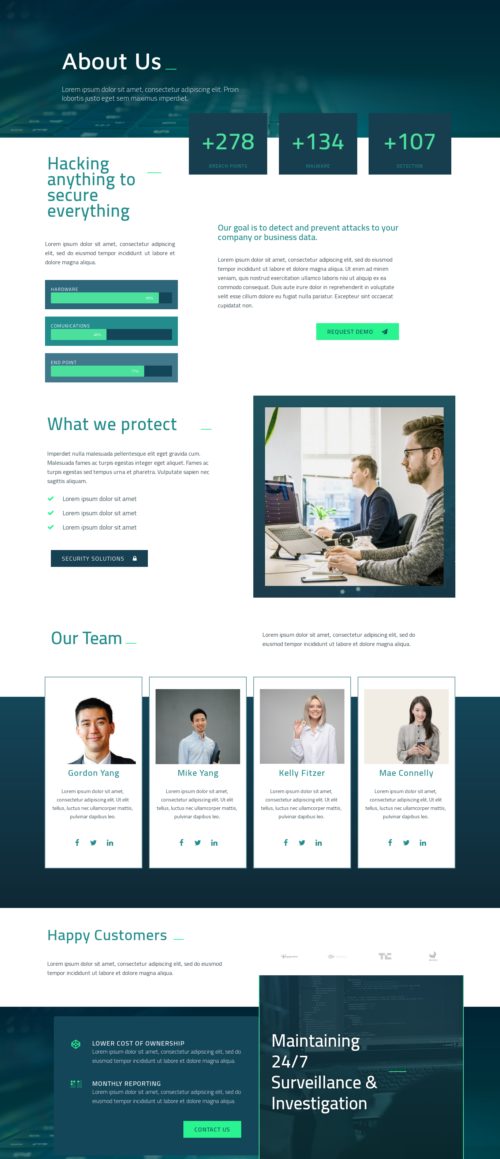 About Us
Lorem ipsum dolor sit amet, consectetur adipiscing elit. Proin
lobortis justo eget sem maximus imperdiet.
+278
BREACH POINTS
+134
MALWARE
+107
DETECTION
Hacking
anything to
secure
everything
Lorem ipsum dolor sit amet, consectetur adipiscing
elit, sed do eiusmod tempor incididunt ut labore et
dolore magna aliqua.
HARDWARE
COMUNICATIONS
END POINT
Our goal is to detect and prevent attacks to your
company or business data.
Lorem ipsum dolor sit amet, consectetur adipiscing elit, sed do eiusmod
tempor incididunt ut labore et dolore magna aliqua. Ut enim ad minim
veniam, quis nostrud exercitation ullamco laboris nisi ut aliquip ex ea
commodo consequat. Duis aute irure dolor in reprehenderit in voluptate
velit esse cillum dolore eu fugiat nulla pariatur. Excepteur sint occaecat
cupidatat non.
REQUEST DEMO
What we protect
Imperdiet nulla malesuada pellentesque elit eget gravida cum.
Malesuada fames ac turpis egestas integer eget aliquet. Fames ac
turpis egestas sed tempus urna et pharetra. Vulputate sapien nec
sagittis aliquam.
Lorem ipsum dolor sit amet
Lorem ipsum dolor sit amet
Lorem ipsum dolor sit amet
SECURITY SOLUTIONS
Our Team
Lorem ipsum dolor sit amet, consectetur adipiscing elit, sed do
eiusmod tempor incididunt ut labore et dolore magna aliqua.
Gordon Yang
Lorem ipsum dolor sit amet,
consectetur adipiscing elit. Ut elit
tellus, luctus nec ullamcorper mattis,
pulvinar dapibus leo.
Mike Yang
Lorem ipsum dolor sit amet,
consectetur adipiscing elit. Ut elit
tellus, luctus nec ullamcorper mattis,
pulvinar dapibus leo.
Kelly Fitzer
Lorem ipsum dolor sit amet,
consectetur adipiscing elit. Ut elit
tellus, luctus nec ullamcorper mattis,
pulvinar dapibus leo.
Mae Connelly
Lorem ipsum dolor sit amet,
consectetur adipiscing elit. Ut elit
tellus, luctus nec ullamcorper mattis,
pulvinar dapibus leo.
Happy Customers
Lorem ipsum dolor sit amet, consectetur adipiscing elit, sed do
eiusmod tempor incididunt ut labore et dolore magna aliqua.
LOWER COST OF OWNERSHIP
Lorem ipsum dolor sit amet, consectetur adipiscing elit, sed do
eiusmod tempor incididunt ut labore et dolore magna aliqua.
MONTHLY REPORTING
Lorem ipsum dolor sit amet, consectetur adipiscing elit, sed do
eiusmod tempor incididunt ut labore et dolore magna aliqua.
CONTACT US
Maintaining
24/7
Surveillance &
Investigation